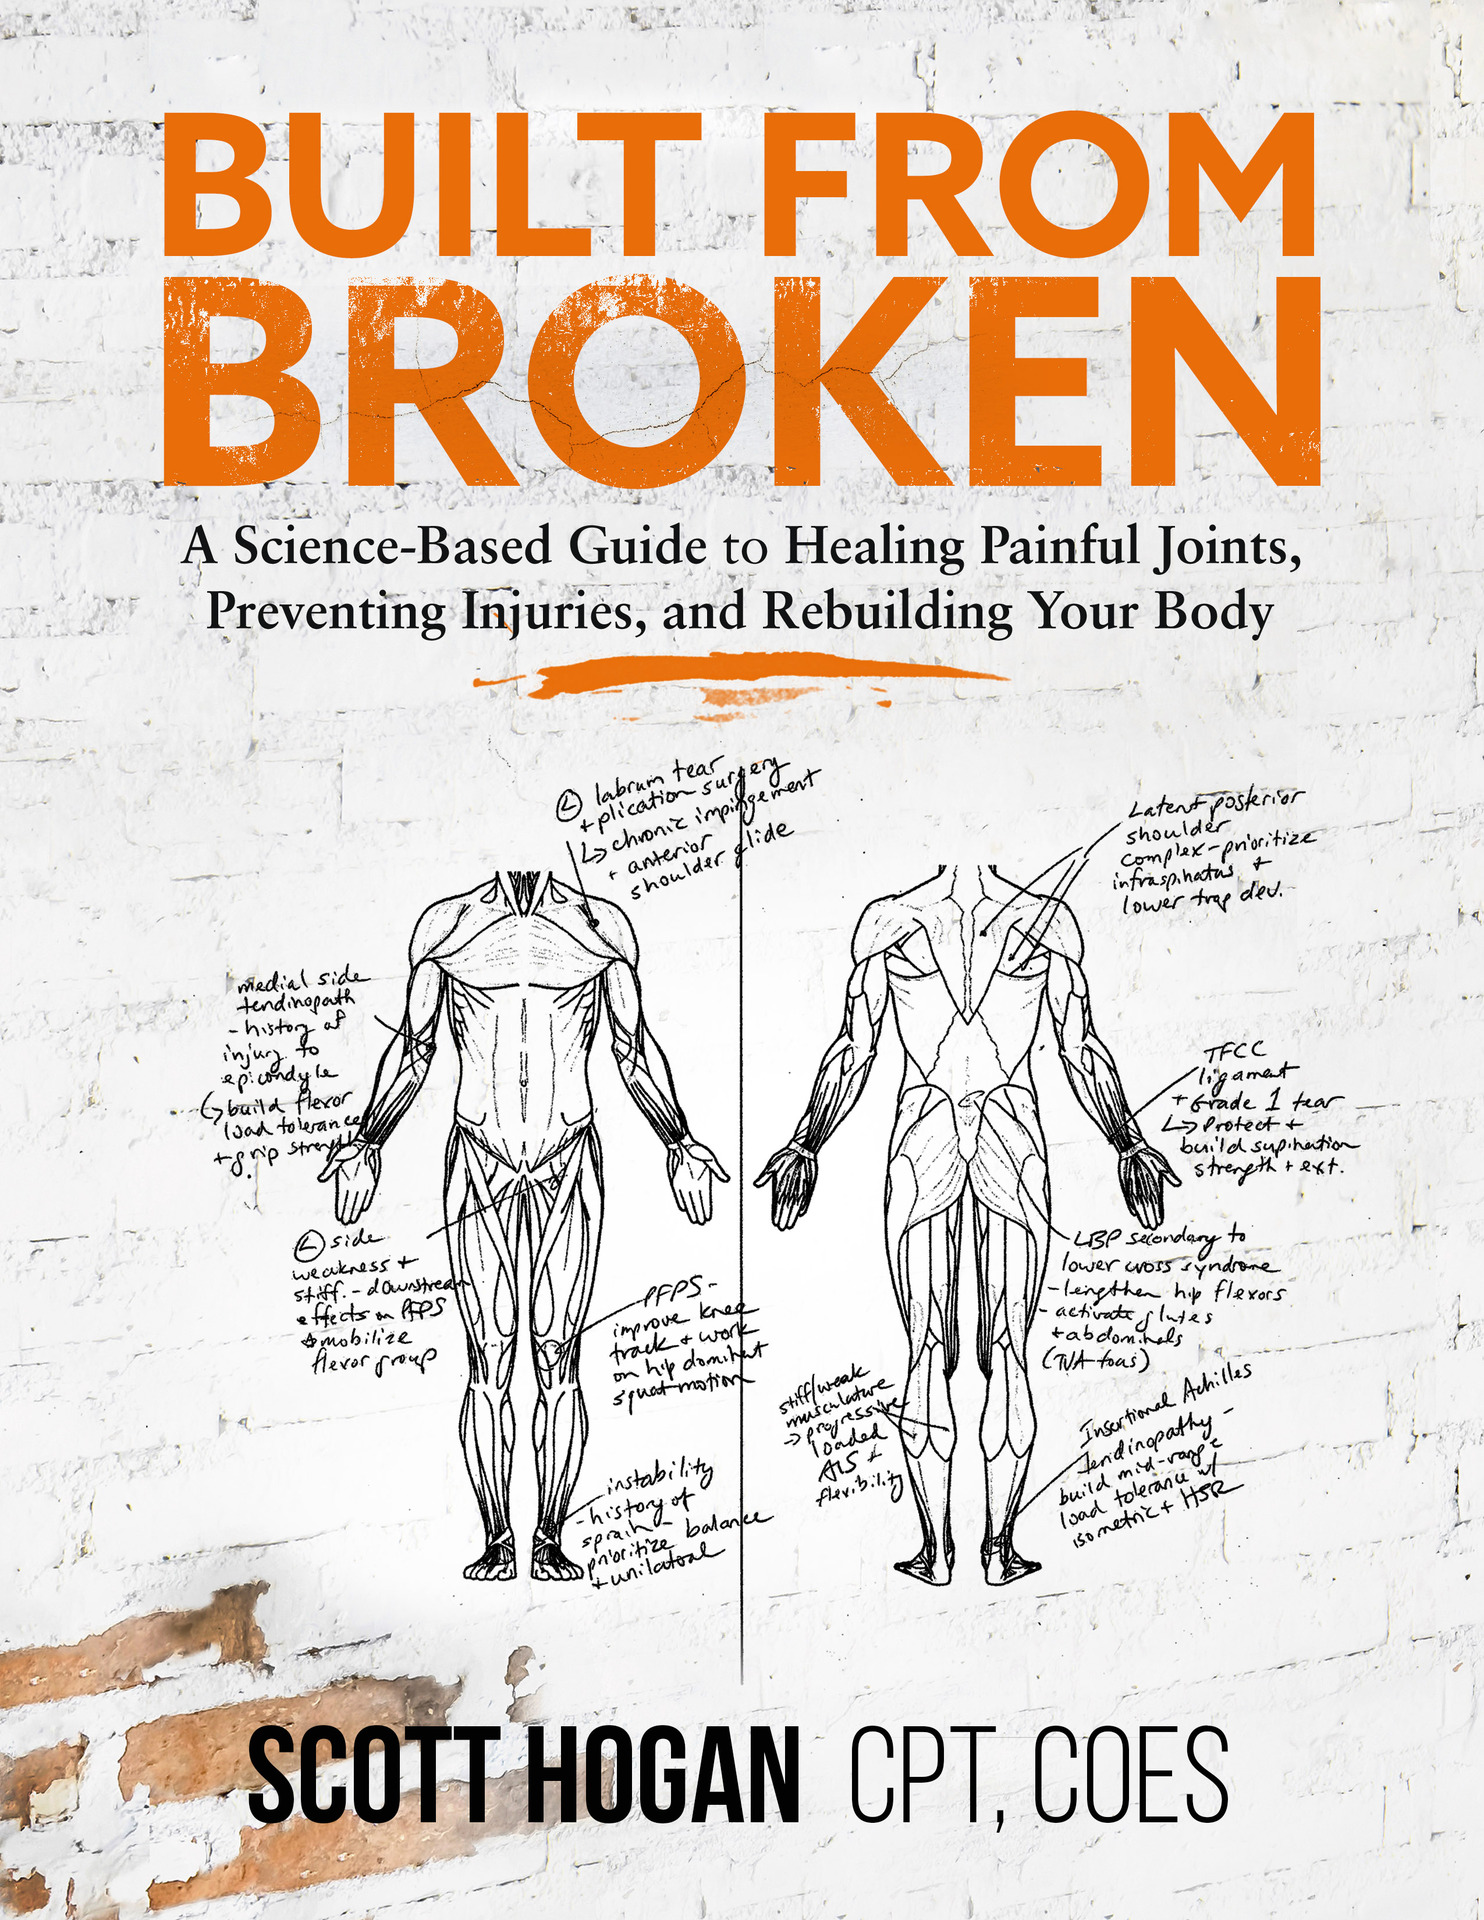 BUILT FROM
BROKEN
A Science-Based Guide to Healing Painful Joints,
Preventing Injuries, and Rebuilding Your Body
Ⓛ labrum tear
+ plication surgery
↳ chronic impingement
+ anterior
shoulder glide
Latent posterior
shoulder
complex - prioritize
infraspinatus +
lower trap dev.
medial side
tendinopath
- history of
injury to
epicondyle
↳ build flexor
load tolerance
+ grip strength
TFCC
ligament
+ Grade 1 tear
↳ Protect +
build supination
strength + ext.
Ⓛ side
weakness +
stiff. - downstream
effects on PFPS
mobilize
flexor group
PFPS -
improve knee
track + work
on hip dominant
squat motion
LBP secondary to
lower cross syndrome
- lengthen hip flexors
- activate glutes
+ abdominals
(TVA focus)
stiff/weak
musculature
→ progressive
loaded
AIS +
flexibility
Insertional Achilles
tendinopathy -
build mid-range
load tolerance w/
isometric + HSR
instability
- history of
sprain -
prioritize balance
+ unilateral
SCOTT HOGAN CPT, COES